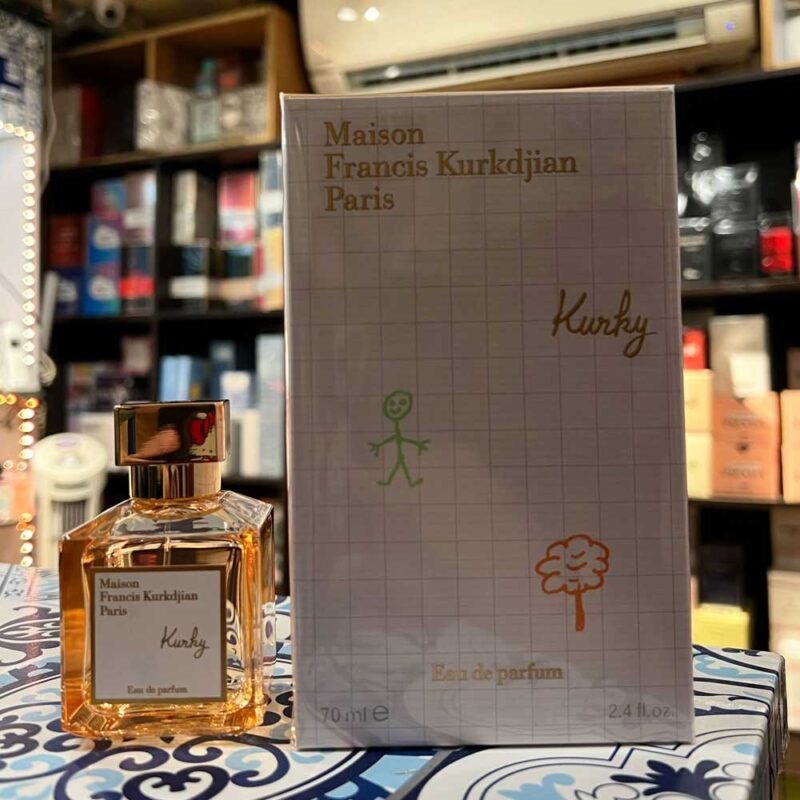 Maison
Francis Kurkdjian
Paris
Kurky
Eau de parfum
70 ml e
2.4 fl.oz.
Maison
Francis Kurkdjian
Paris
Kurky
Eau de parfum